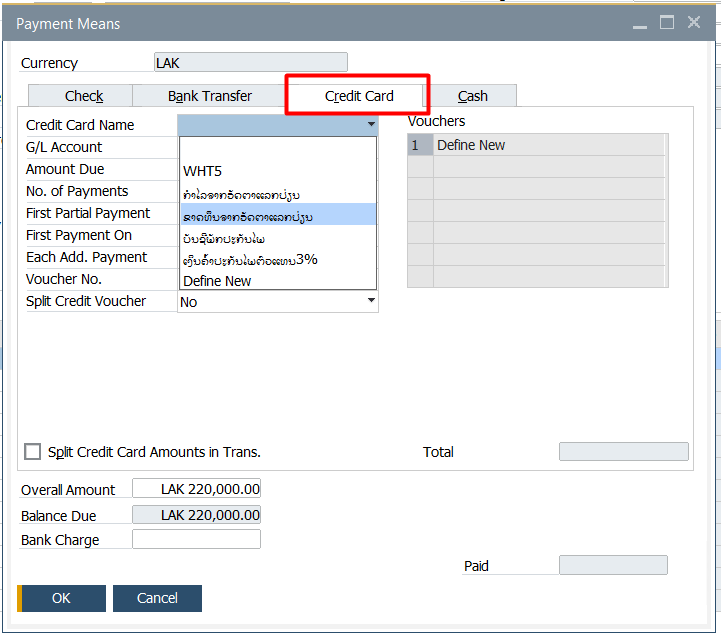 Payment Means
Currency LAK
Check Bank Transfer Credit Card Cash
Credit Card Name
G/L Account
Amount Due
No. of Payments
First Partial Payment
First Payment On
Each Add. Payment
Voucher No.
Split Credit Voucher No
WHT5
ກຳໄລຈາກອັດຕາແລກປ່ຽນ
ຂາດທຶນຈາກອັດຕາແລກປ່ຽນ
ບັນຊີພັກປະກັນໄພ
ເງິນຄ້ຳປະກັນໄພຕໍ່ແທນ3%
Define New
Vouchers
1 Define New
Split Credit Card Amounts in Trans.
Total
Overall Amount LAK 220,000.00
Balance Due LAK 220,000.00
Bank Charge
Paid
OK Cancel